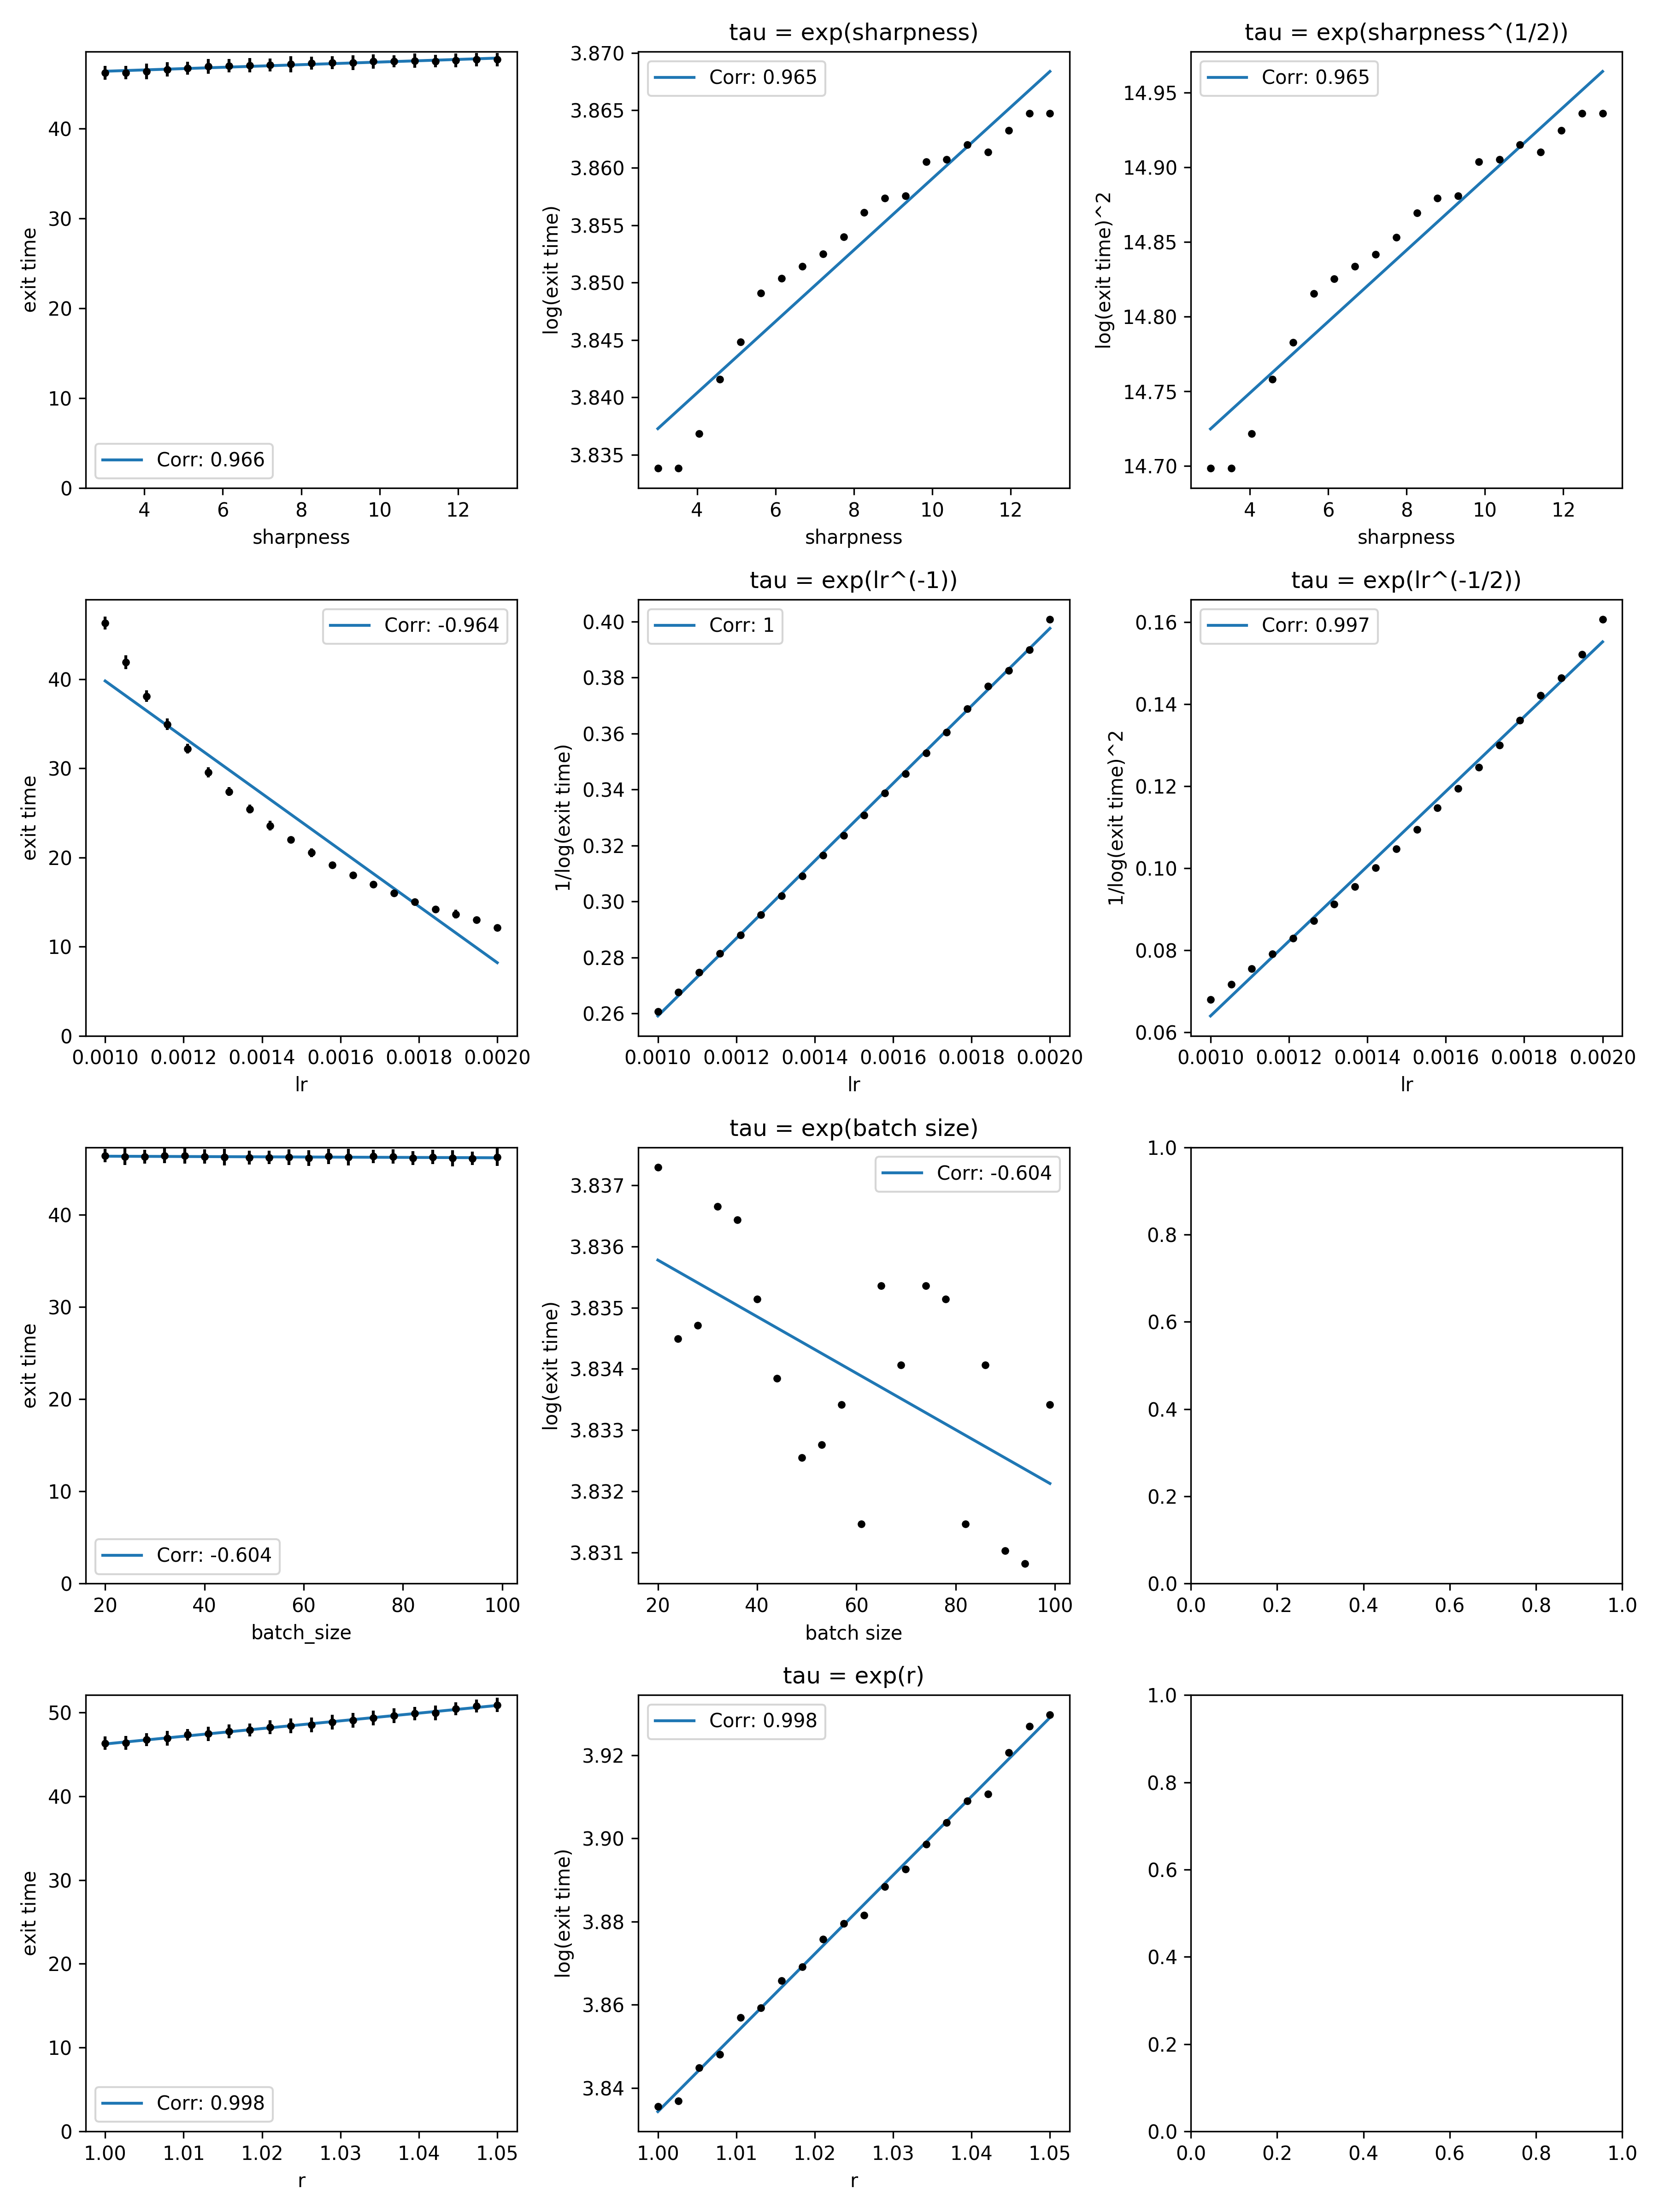 exit time
40
30
20
10
0
Corr: 0.966
4 6 8 10 12
sharpness
tau = exp(sharpness)
log(exit time)
3.870
3.865
3.860
3.855
3.850
3.845
3.840
3.835
Corr: 0.965
4 6 8 10 12
sharpness
tau = exp(sharpness^(1/2))
log(exit time)^2
14.95
14.90
14.85
14.80
14.75
14.70
Corr: 0.965
4 6 8 10 12
sharpness
exit time
40
30
20
10
0
Corr: -0.964
0.0010 0.0012 0.0014 0.0016 0.0018 0.0020
lr
tau = exp(lr^(-1))
1/log(exit time)
0.40
0.38
0.36
0.34
0.32
0.30
0.28
0.26
Corr: 1
0.0010 0.0012 0.0014 0.0016 0.0018 0.0020
lr
tau = exp(lr^(-1/2))
1/log(exit time)^2
0.16
0.14
0.12
0.10
0.08
0.06
Corr: 0.997
0.0010 0.0012 0.0014 0.0016 0.0018 0.0020
lr
exit time
40
30
20
10
0
Corr: -0.604
20 40 60 80 100
batch_size
tau = exp(batch size)
log(exit time)
3.837
3.836
3.835
3.834
3.833
3.832
3.831
Corr: -0.604
20 40 60 80 100
batch size
1.0
0.8
0.6
0.4
0.2
0.0
0.0 0.2 0.4 0.6 0.8 1.0
exit time
50
40
30
20
10
0
Corr: 0.998
1.00 1.01 1.02 1.03 1.04 1.05
r
tau = exp(r)
log(exit time)
3.92
3.90
3.88
3.86
3.84
Corr: 0.998
1.00 1.01 1.02 1.03 1.04 1.05
r
1.0
0.8
0.6
0.4
0.2
0.0
0.0 0.2 0.4 0.6 0.8 1.0